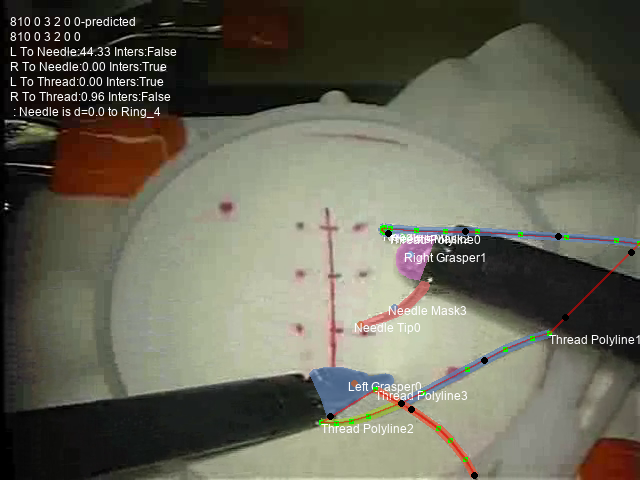 810 0 3 2 0 0-predicted
810 0 3 2 0 0
L To Needle:44.33 Inters:False
R To Needle:0.00 Inters:True
L To Thread:0.00 Inters:True
R To Thread:0.96 Inters:False
: Needle is d=0.0 to Ring_4
Thread Polyline0
Right Grasper1
Needle Mask3
Needle Tip0
Thread Polyline1
Left Grasper0
Thread Polyline3
Thread Polyline2